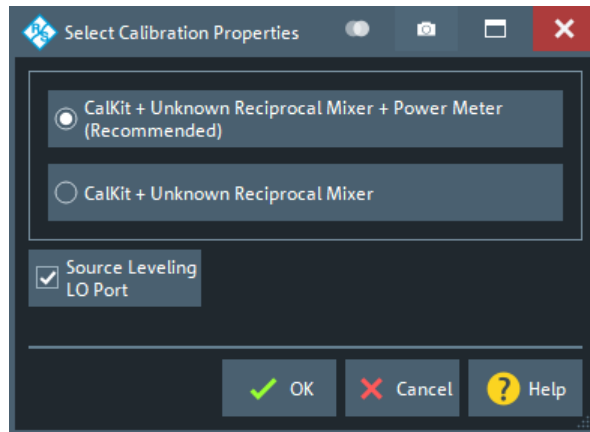 Select Calibration Properties
CalKit + Unknown Reciprocal Mixer + Power Meter
(Recommended)
CalKit + Unknown Reciprocal Mixer
Source Leveling
LO Port
OK
Cancel
? Help